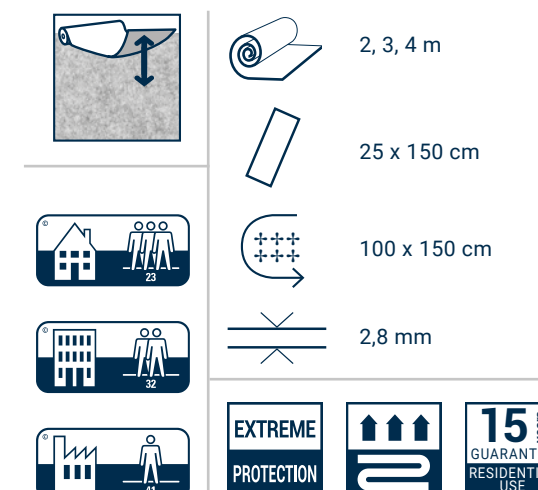 2, 3, 4 m
25 x 150 cm
100 x 150 cm
2,8 mm
©
23
©
32
©
EXTREME
PROTECTION
15
RESIDENTI
USE
GUARANT